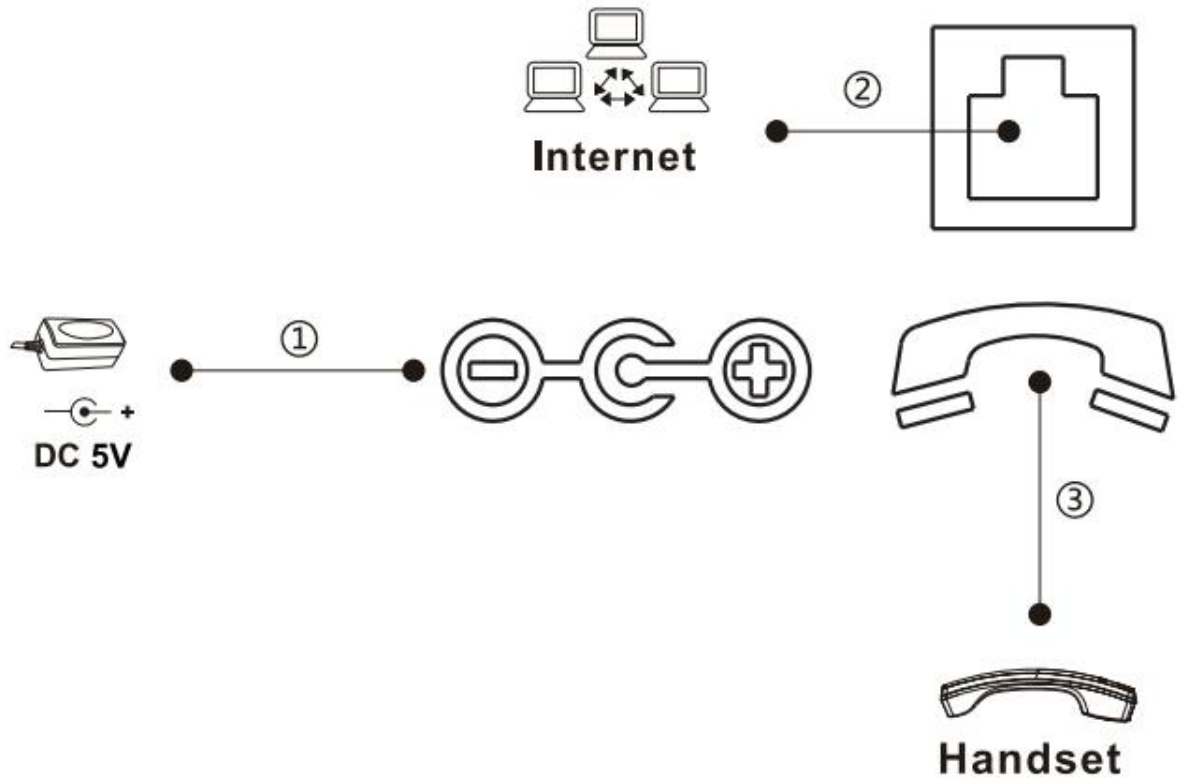 ②
Internet
①
+
DC 5V
③
Handset